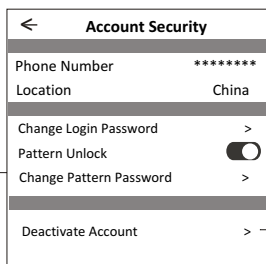 Account Security
Phone Number ********
Location China
Change Login Password >
Pattern Unlock
Change Pattern Password >
Deactivate Account >